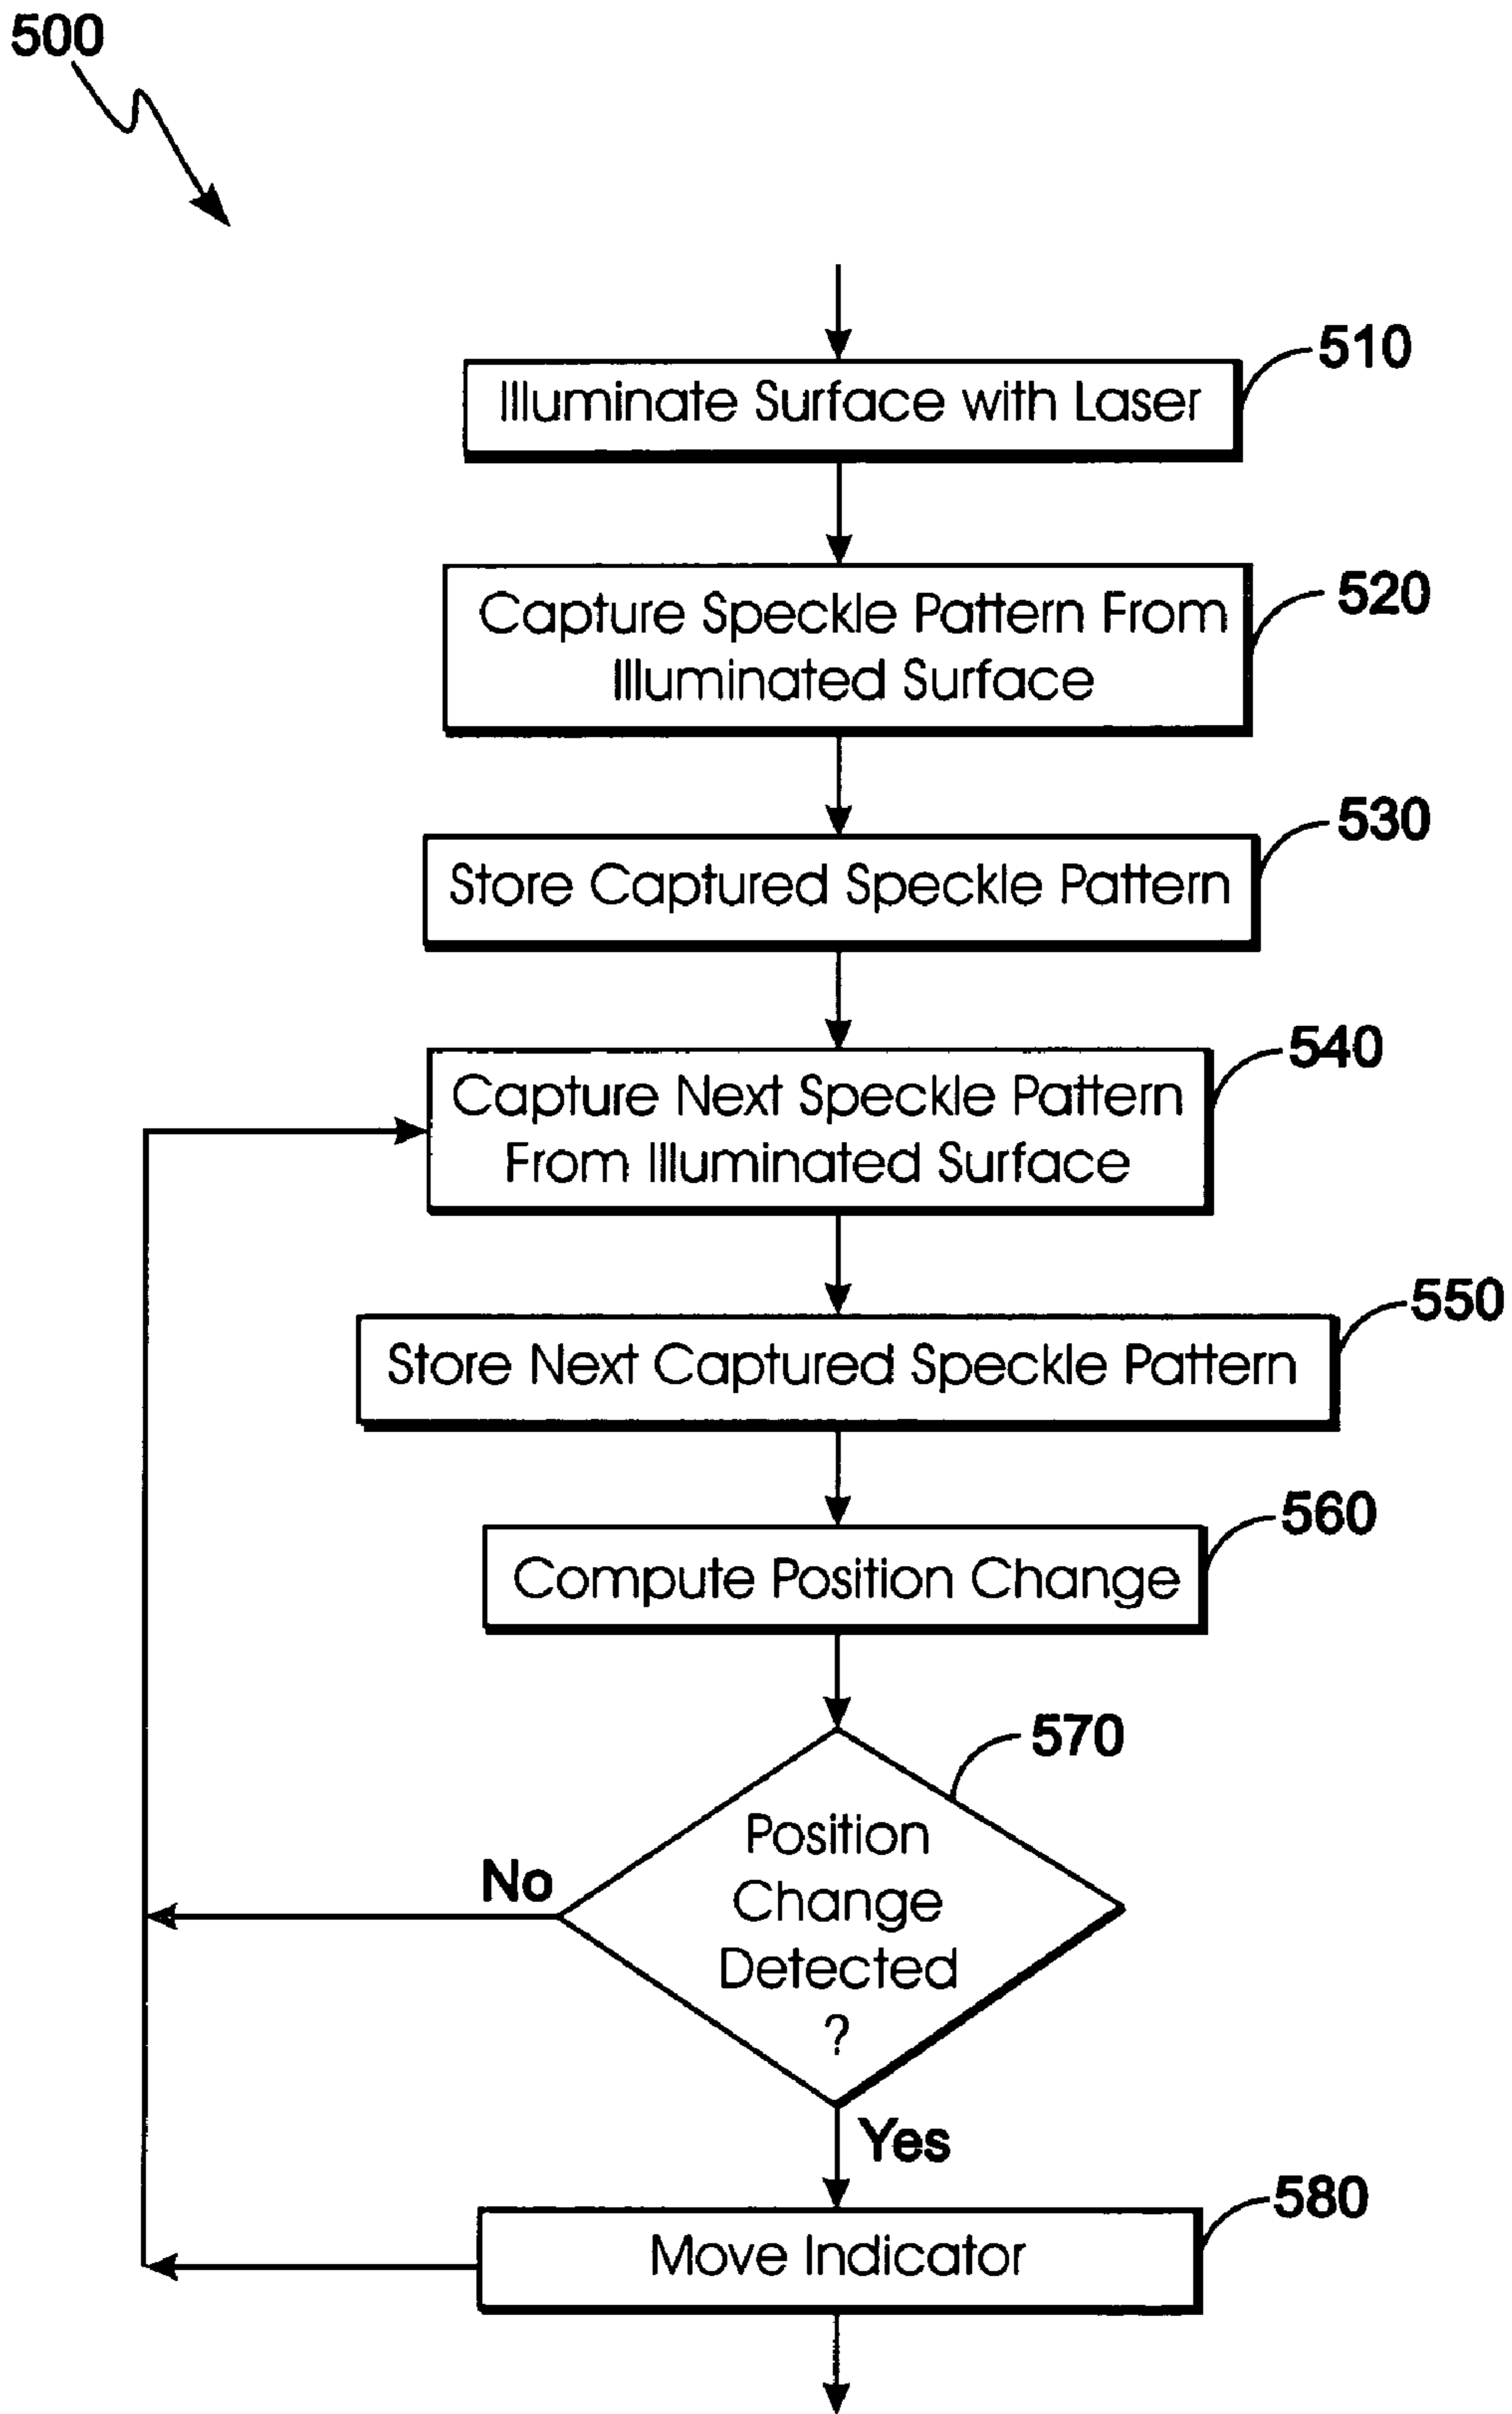 500
510
Illuminate Surface with Laser
520
Capture Speckle Pattern From
Illuminated Surface
530
Store Captured Speckle Pattern
540
Capture Next Speckle Pattern
From Illuminated Surface
550
Store Next Captured Speckle Pattern
560
Compute Position Change
570
Position
Change
Detected
?
No
Yes
580
Move Indicator